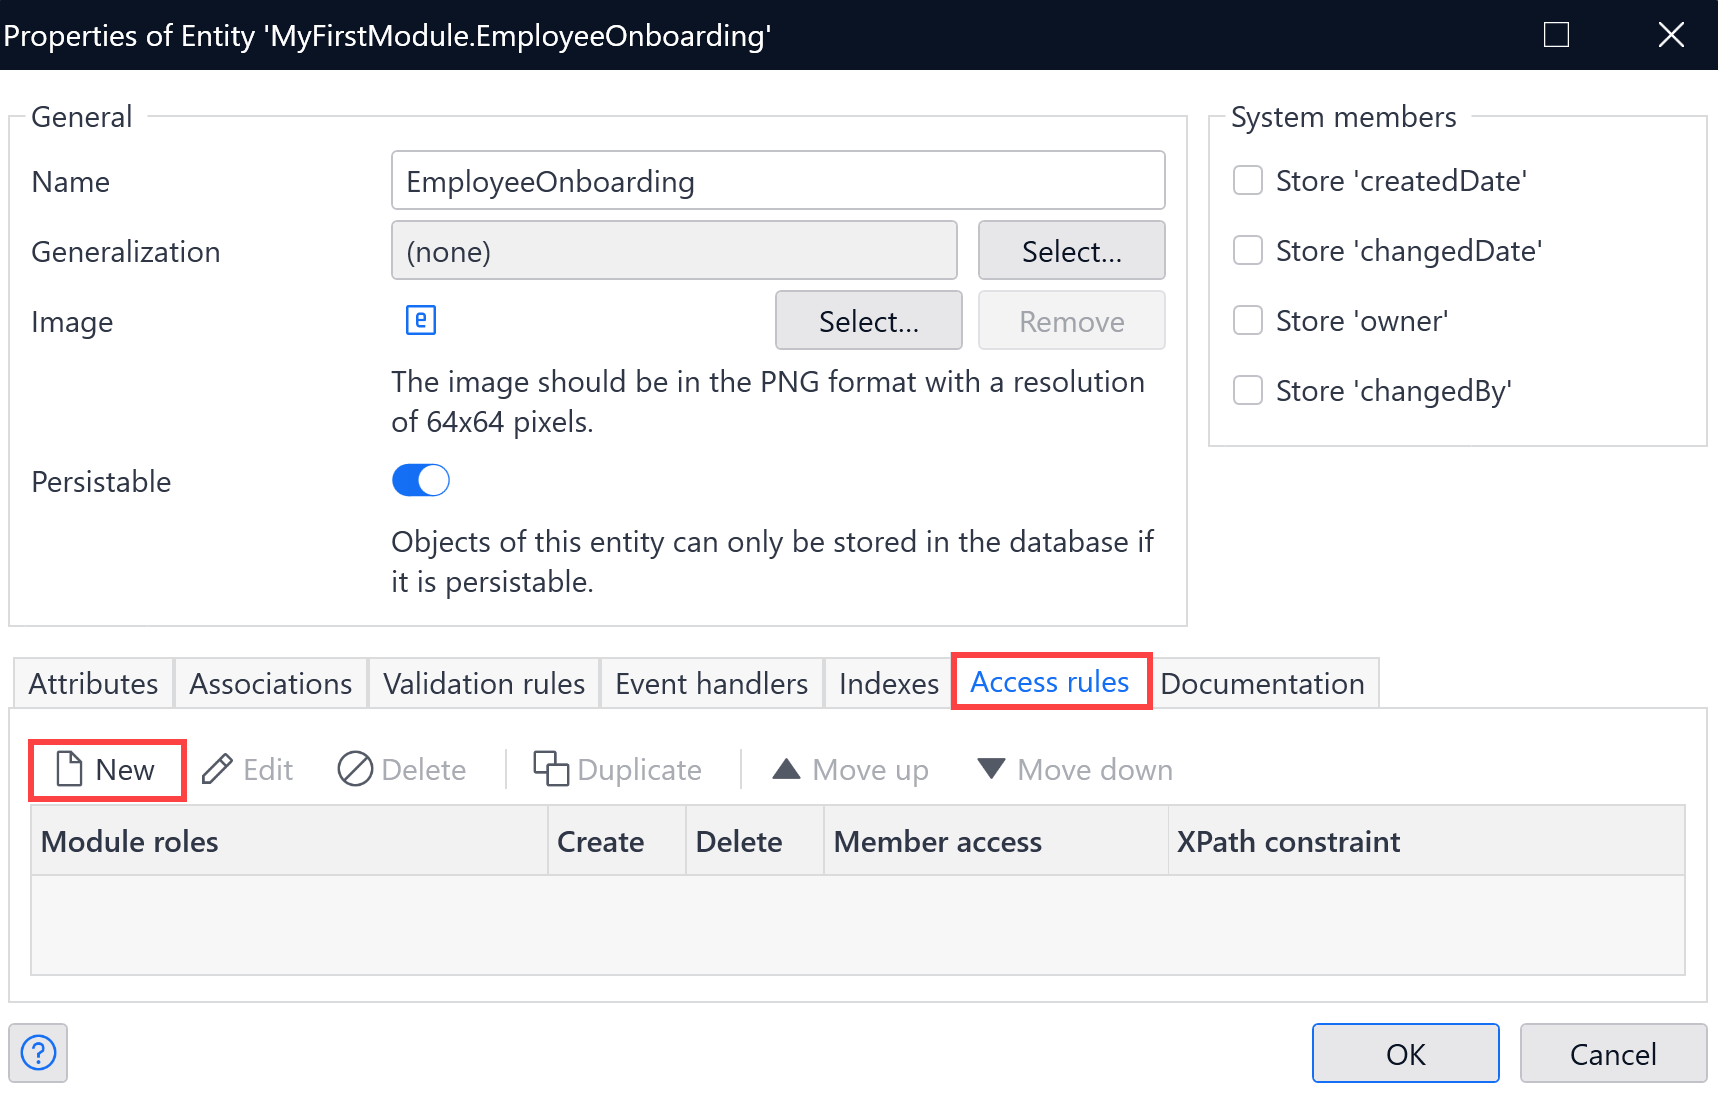 Properties of Entity 'MyFirstModule.EmployeeOnboarding'
General
Name
EmployeeOnboarding
Generalization
(none)
Select...
Image
e
Select...
Remove
The image should be in the PNG format with a resolution
of 64x64 pixels.
Persistable
Objects of this entity can only be stored in the database if
it is persistable.
System members
Store 'createdDate'
Store 'changedDate'
Store 'owner'
Store 'changedBy'
Attributes
Associations
Validation rules
Event handlers
Indexes
Access rules
Documentation
New
Edit
Delete
Duplicate
Move up
Move down
Module roles
Create
Delete
Member access
XPath constraint
?
OK
Cancel